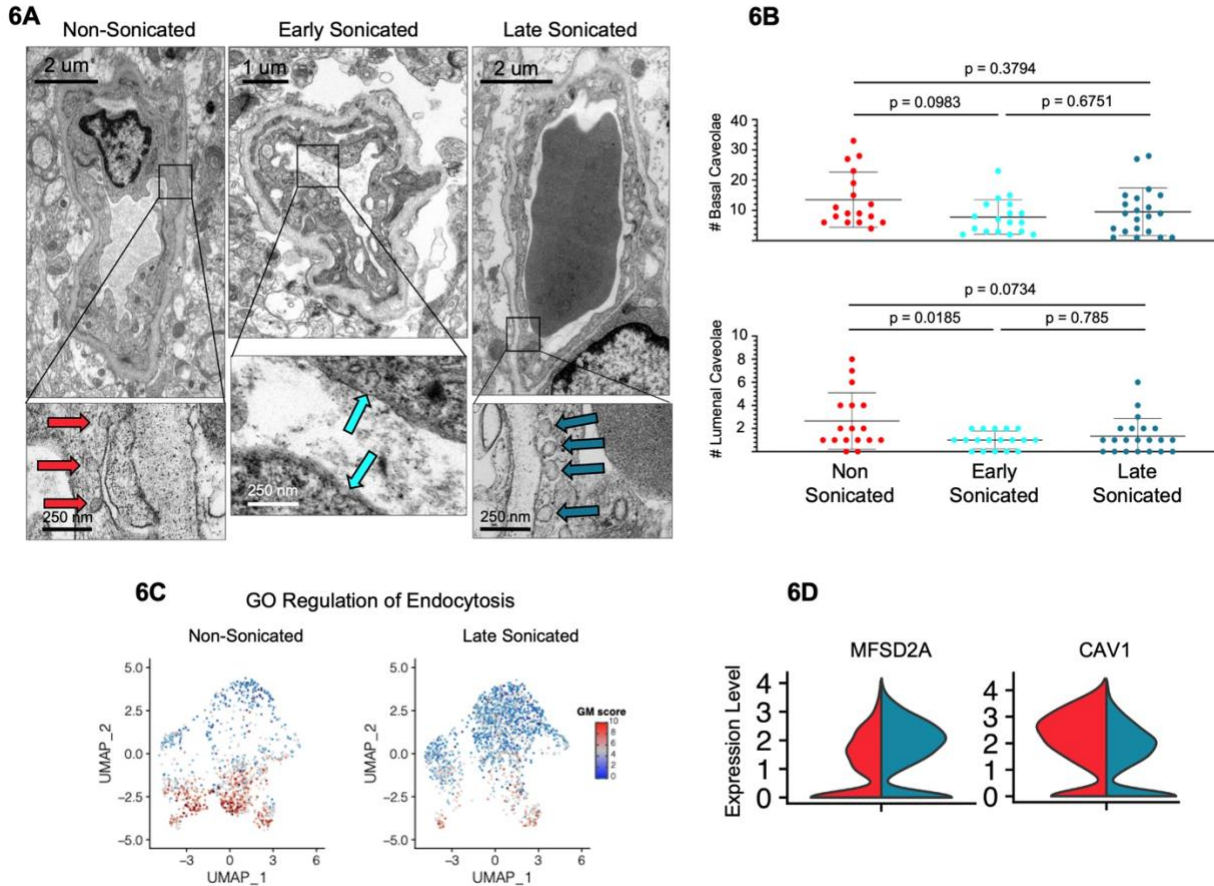 6A
Non-Sonicated
Early Sonicated
Late Sonicated
2 um
1 um
2 um
250 nm
250 nm
250 nm
6B
p = 0.3794
p = 0.0983
p = 0.6751
# Basal Caveolae
40
30
20
10
p = 0.0734
p = 0.0185
p = 0.785
# Lumenal Caveolae
10
8
6
4
2
Non
Sonicated
Early
Sonicated
Late
Sonicated
6C
GO Regulation of Endocytosis
Non-Sonicated
Late Sonicated
UMAP_2
5.0
2.5
0.0
−2.5
−5.0
−3 0 3 6
UMAP_1
UMAP_2
5.0
2.5
0.0
−2.5
−5.0
−3 0 3 6
UMAP_1
GM score
10
8
6
4
2
0
6D
MFSD2A
CAV1
Expression Level
4
3
2
1
0
4
3
2
1
0